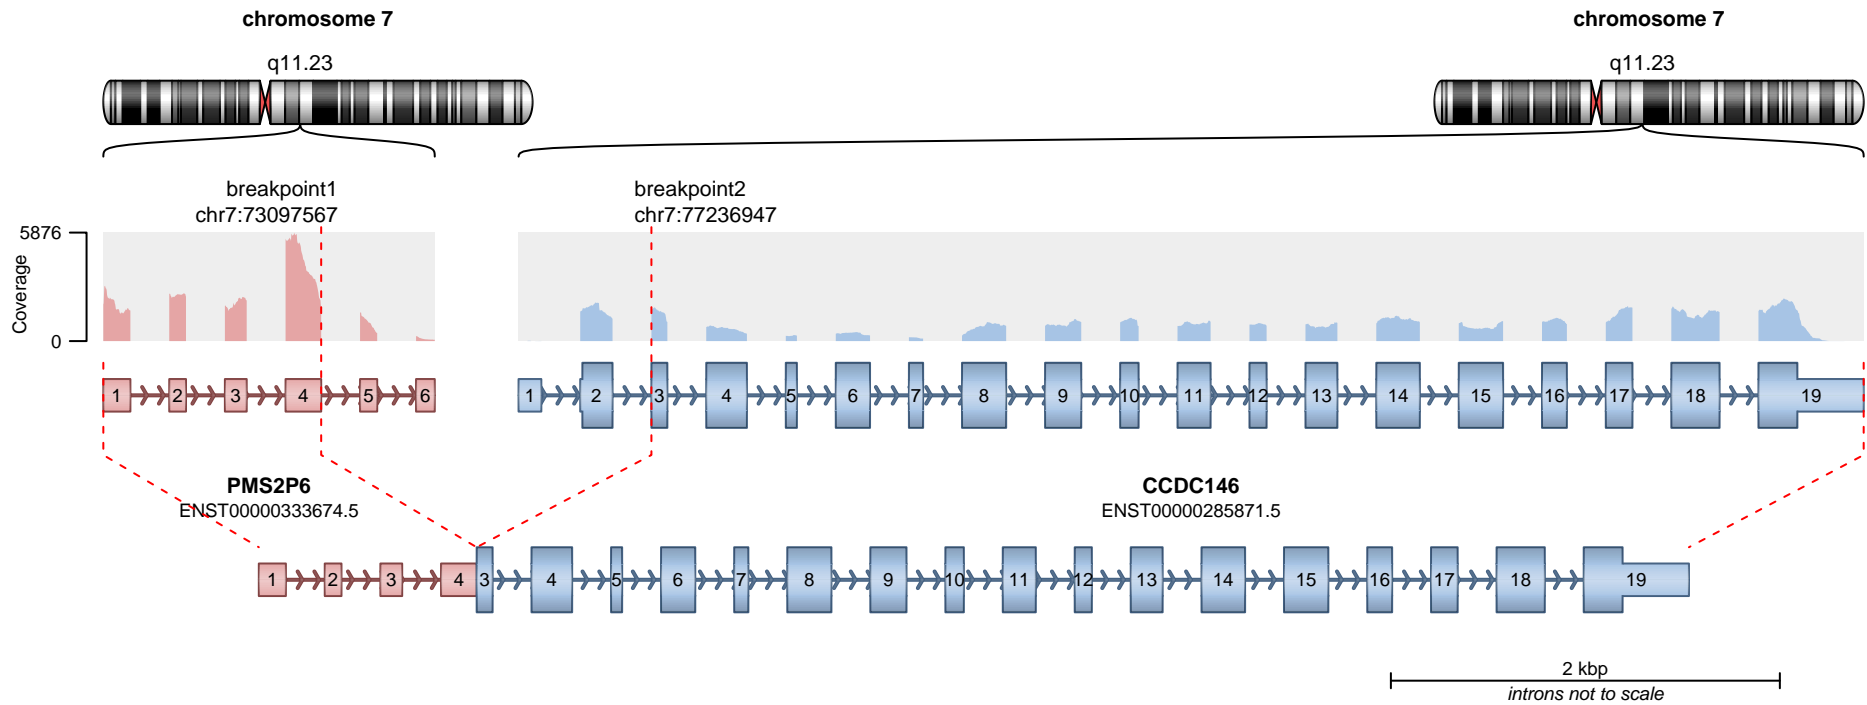 chromosome 7
chromosome 7
q11.23
q11.23
breakpoint1
chr7:73097567
breakpoint2
chr7:77236947
5876
Coverage
0
1 2 3 4 5 6
1 2 3 4 5 6 7 8 9 10 11 12 13 14 15 16 17 18 19
PMS2P6
ENST00000333674.5
CCDC146
ENST00000285871.5
1 2 3 4 3 4 5 6 7 8 9 10 11 12 13 14 15 16 17 18 19
2 kbp
introns not to scale